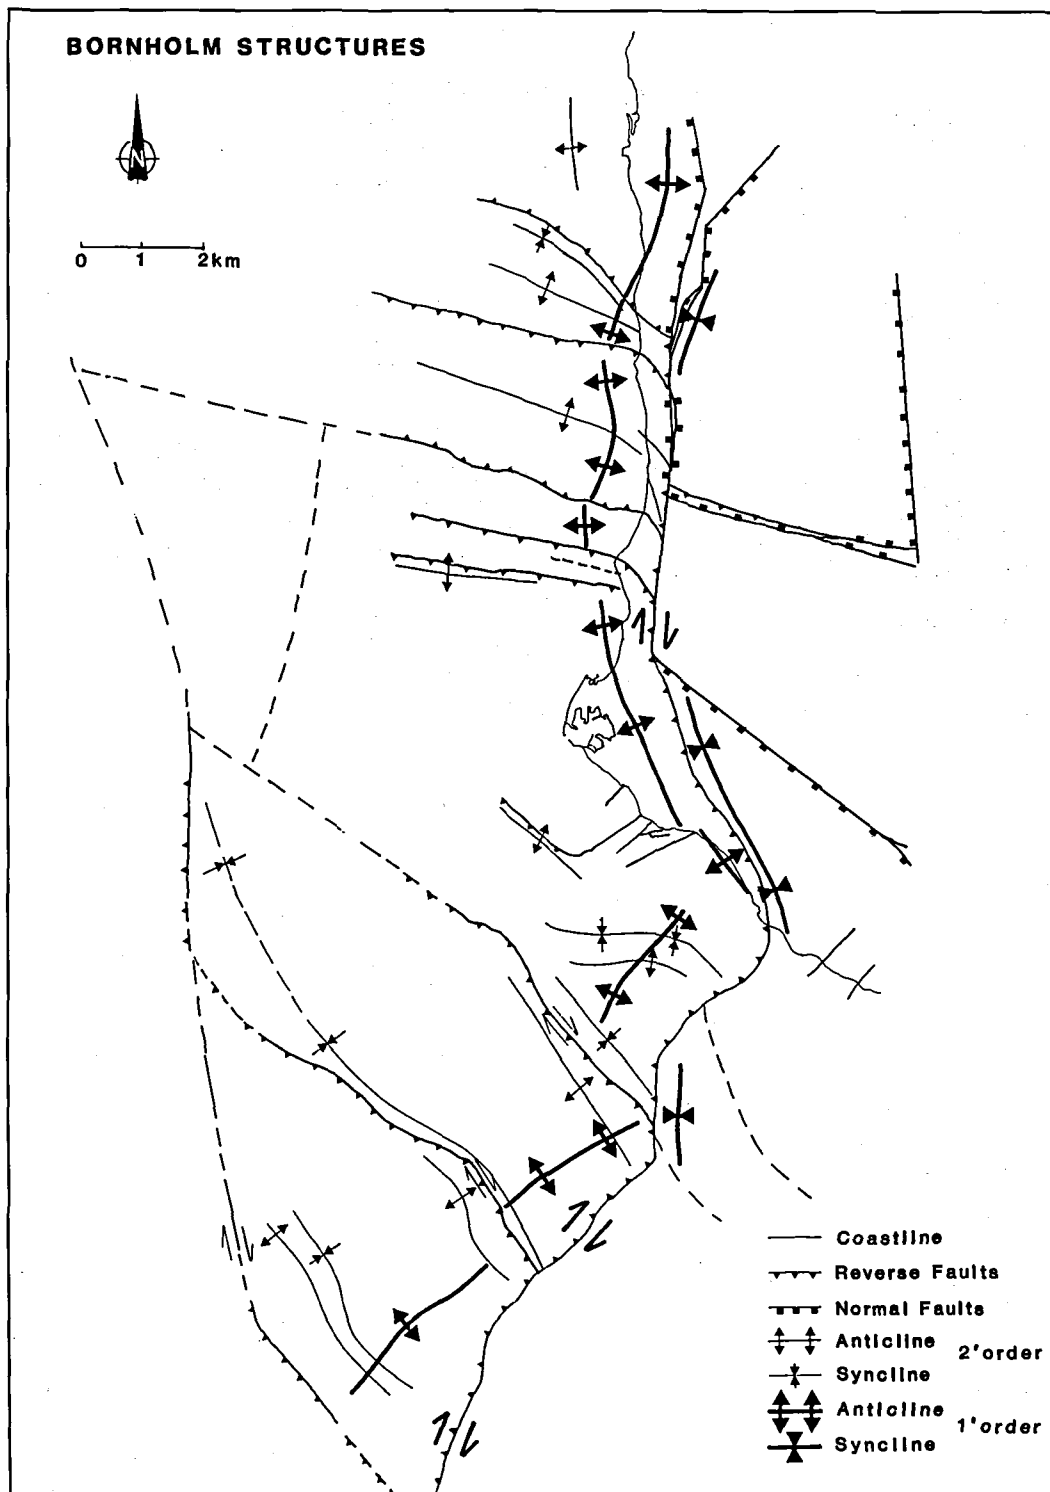 BORNHOLM STRUCTURES
N
0 1 2km
Coastline
Reverse Faults
Normal Faults
Anticline
2'order
Syncline
Anticline
1'order
Syncline